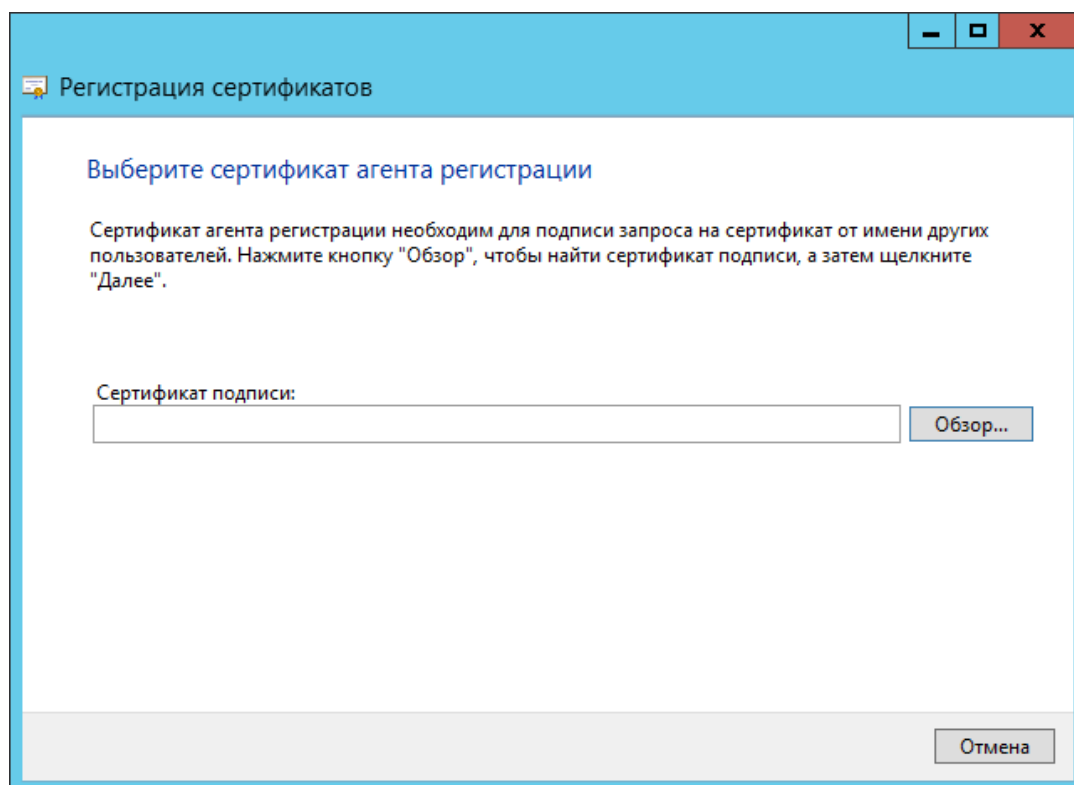 Регистрация сертификатов
Выберите сертификат агента регистрации
Сертификат агента регистрации необходим для подписи запроса на сертификат от имени других
пользователей. Нажмите кнопку "Обзор", чтобы найти сертификат подписи, а затем щелкните
"Далее".
Сертификат подписи:
Обзор...
Отмена